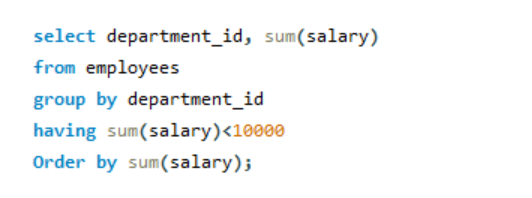 select department_id, sum(salary)
from employees
group by department_id
having sum(salary)<10000
Order by sum(salary);